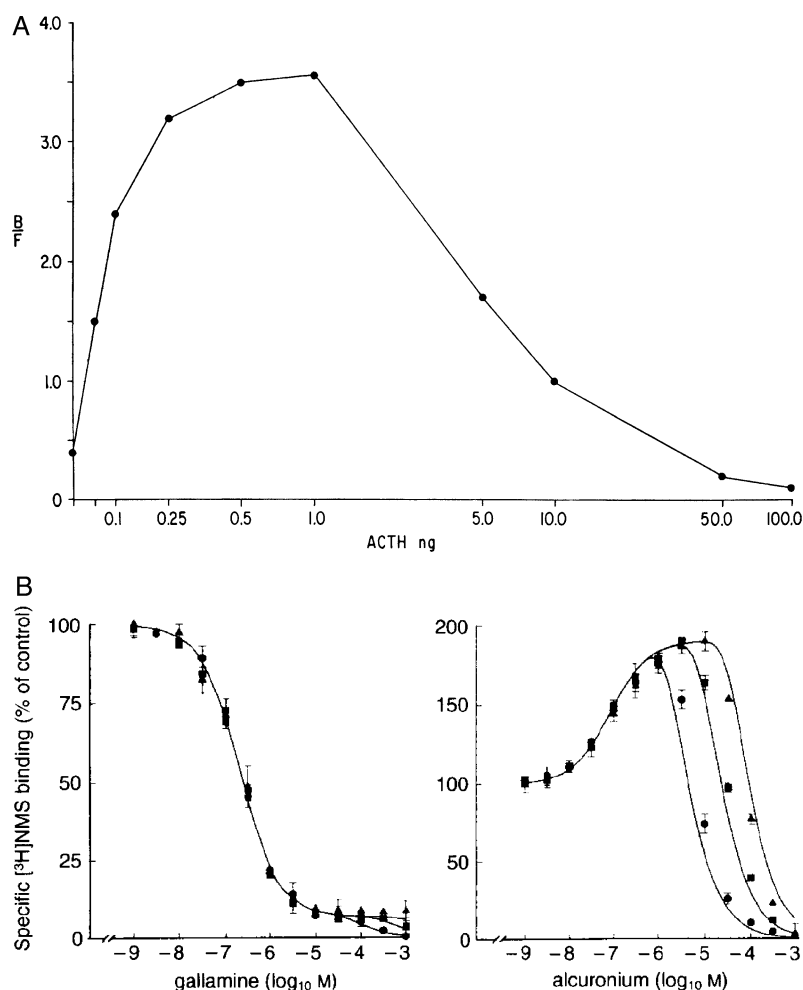 A
4.0
3.0
B
F
2.0
1.0
0
0.1 0.25 0.5 1.0 5.0 10.0 50.0 100.0
ACTH ng
B
Specific [³H]NMS binding (% of control)
100
75
50
25
0
−9 −8 −7 −6 −5 −4 −3
gallamine (log₁₀ M)
200
150
100
50
0
−9 −8 −7 −6 −5 −4 −3
alcuronium (log₁₀ M)